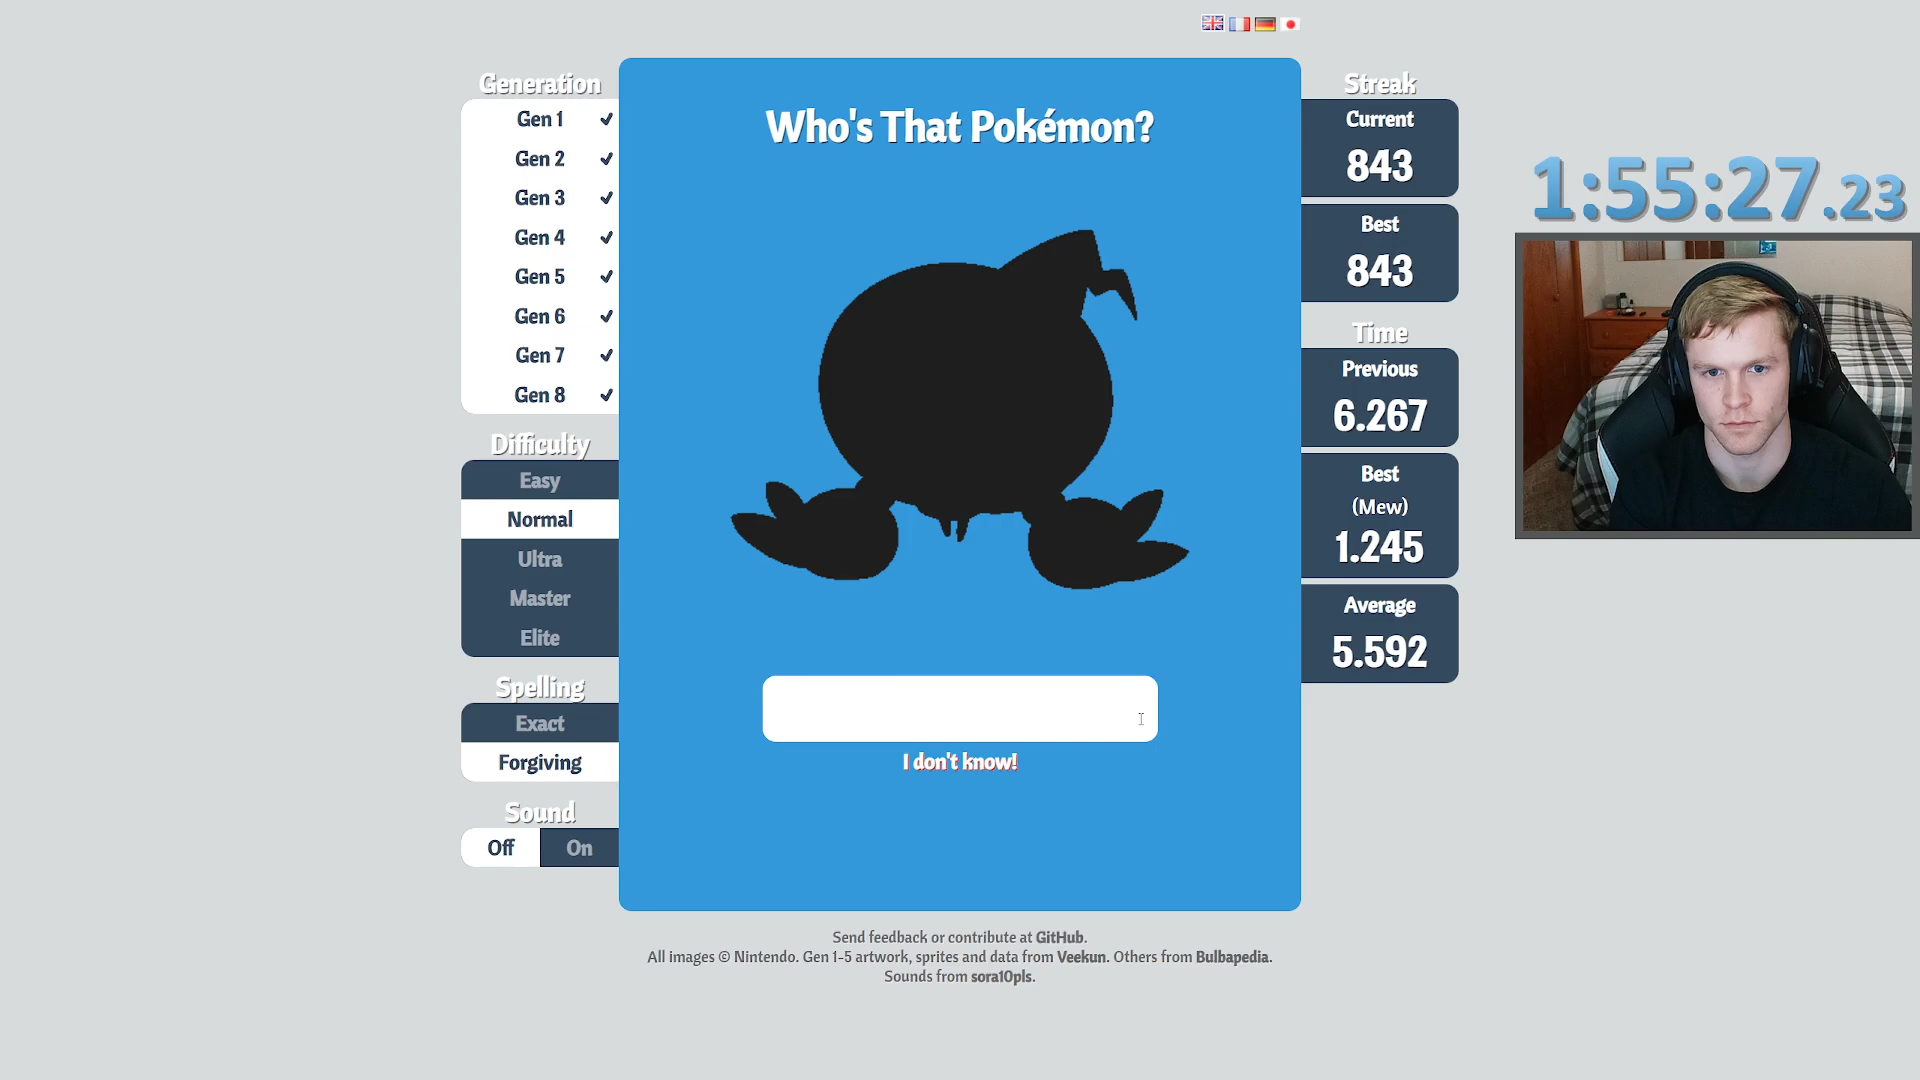 Generation
Gen 1
Gen 2
Gen 3
Gen 4
Gen 5
Gen 6
Gen 7
Gen 8
Difficulty
Easy
Normal
Ultra
Master
Elite
Spelling
Exact
Forgiving
Sound
Off On
Who's That Pokémon?
I don't know!
Streak
Current
843
Best
843
Time
Previous
6.267
Best
(Mew)
1.245
Average
5.592
1:55:27.23
Send feedback or contribute at GitHub.
All images © Nintendo. Gen 1-5 artwork, sprites and data from Veekun. Others from Bulbapedia.
Sounds from sora10pls.